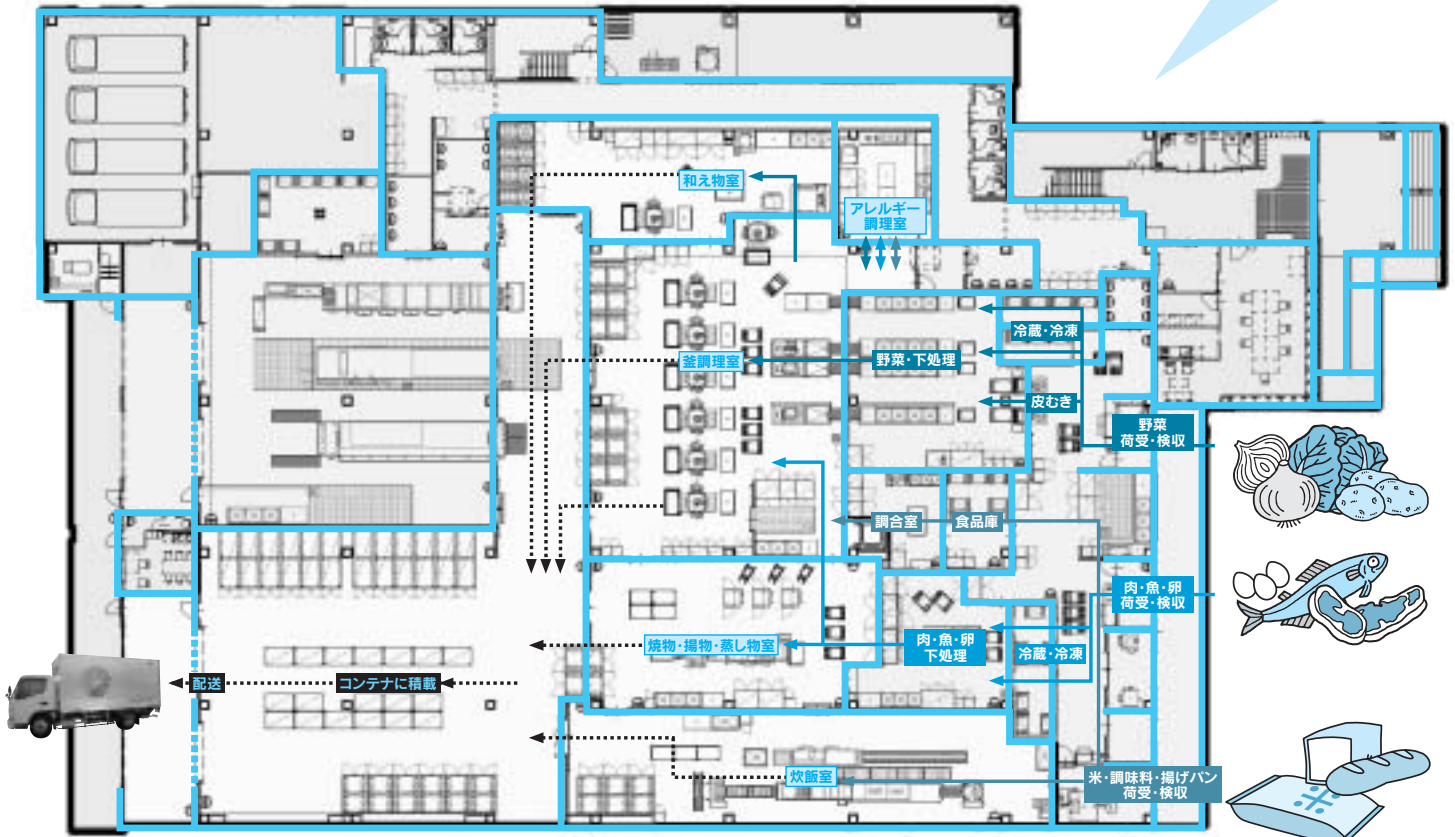 和え物室
アレルギー
調理室
冷蔵・冷凍
釜調理室
野菜・下処理
皮むき
野菜
荷受・検収
調合室
食品庫
肉・魚・卵
荷受・検収
焼物・揚物・蒸し物室
肉・魚・卵
下処理
冷蔵・冷凍
配送
コンテナに積載
炊飯室
米・調味料・揚げパン
荷受・検収
米